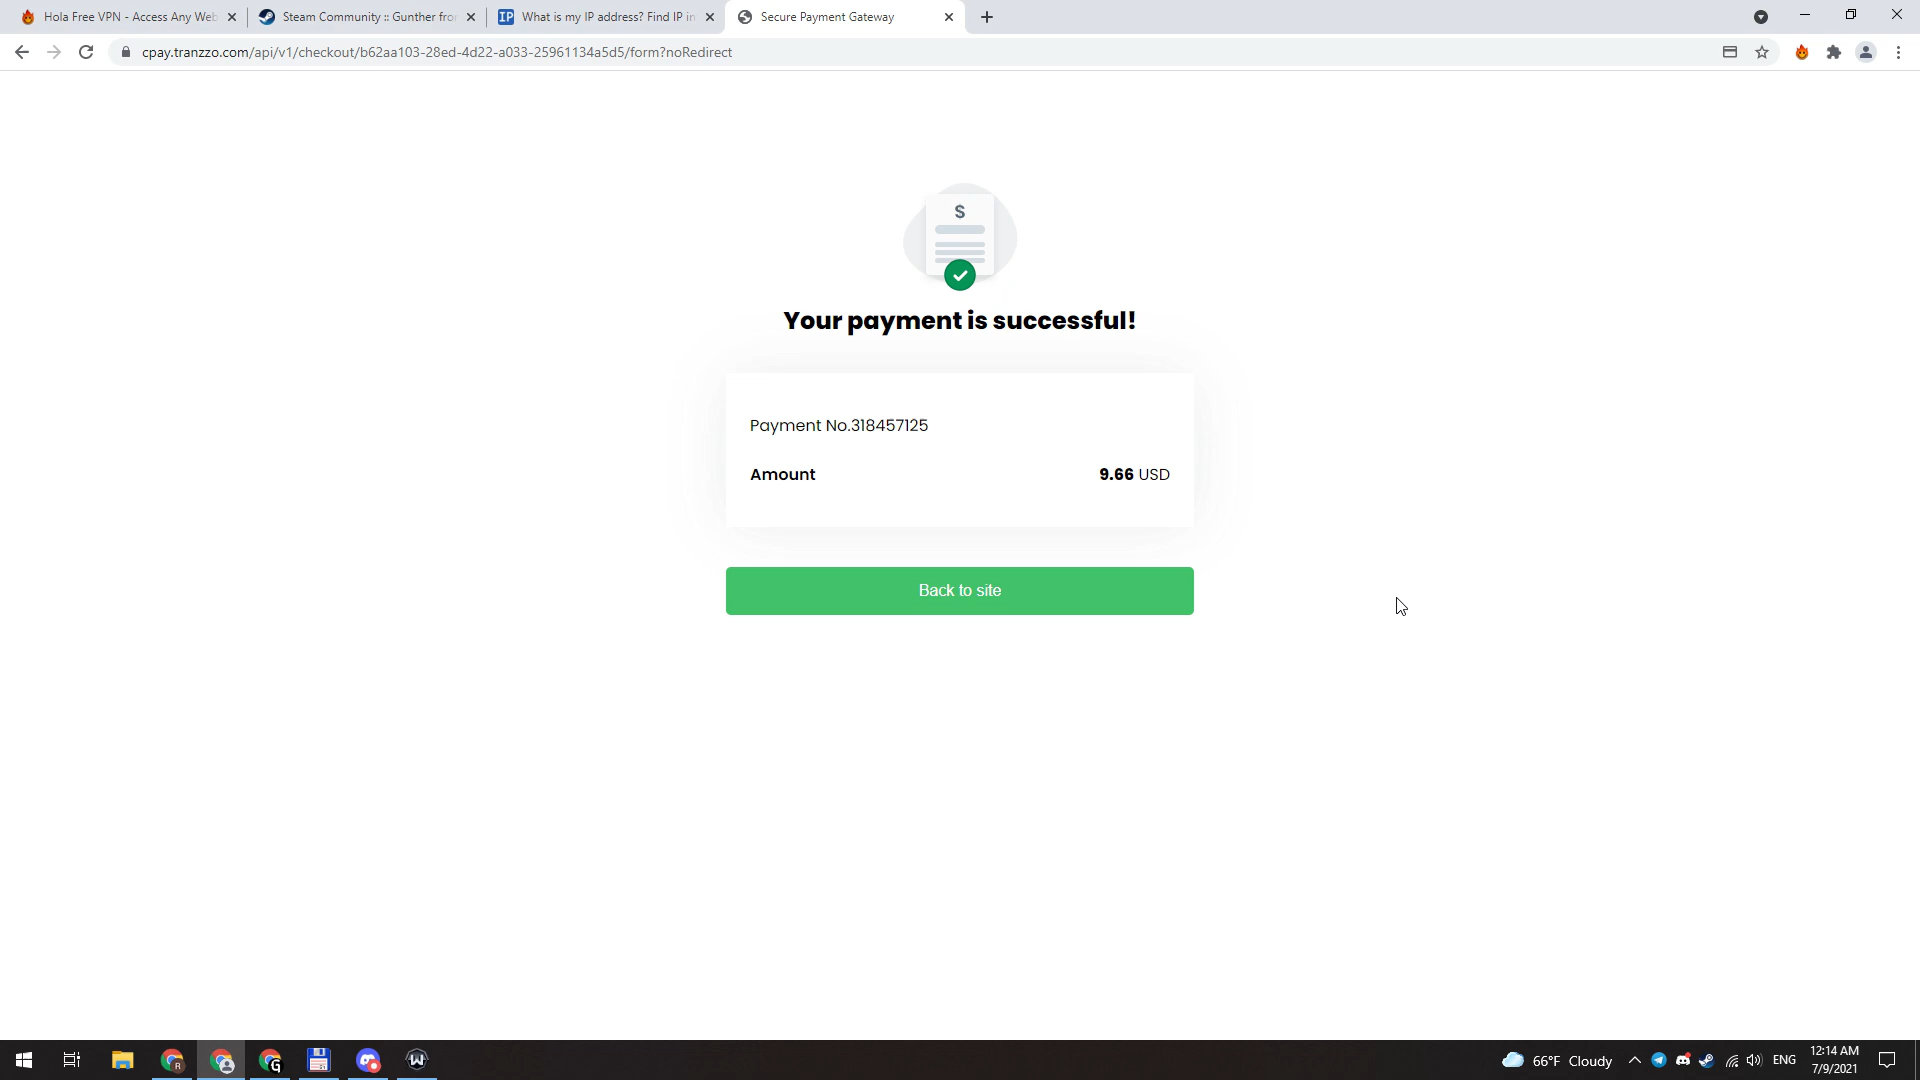 Hola Free VPN - Access Any Web
Steam Community :: Gunther fro
What is my IP address? Find IP in
Secure Payment Gateway
cpay.tranzzo.com/api/v1/checkout/b62aa103-28ed-4d22-a033-25961134a5d5/form?noRedirect
$
Your payment is successful!
Payment No.318457125
Amount 9.66 USD
Back to site
66°F Cloudy
ENG
12:14 AM
7/9/2021